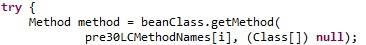 try {
Method method = beanClass.getMethod(
pre30LCMethodNames[i], (Class[]) null);